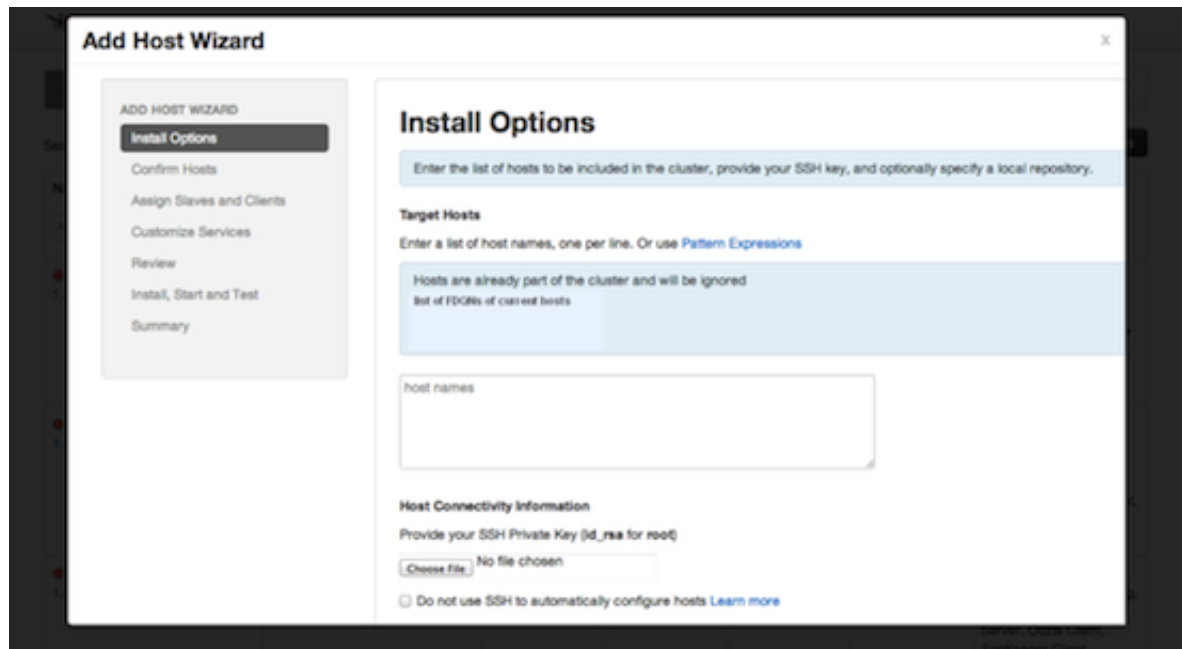 Add Host Wizard
x
ADD HOST WIZARD
Install Options
Confirm Hosts
Assign Slaves and Clients
Customize Services
Review
Install, Start and Test
Summary
Install Options
Enter the list of hosts to be included in the cluster, provide your SSH key, and optionally specify a local repository.
Target Hosts
Enter a list of host names, one per line. Or use Pattern Expressions
Hosts are already part of the cluster and will be ignored
list of FDQNs of current hosts
host names
Host Connectivity Information
Provide your SSH Private Key (id_rsa for root)
Choose File No file chosen
Do not use SSH to automatically configure hosts Learn more
Server, Oozie Client,